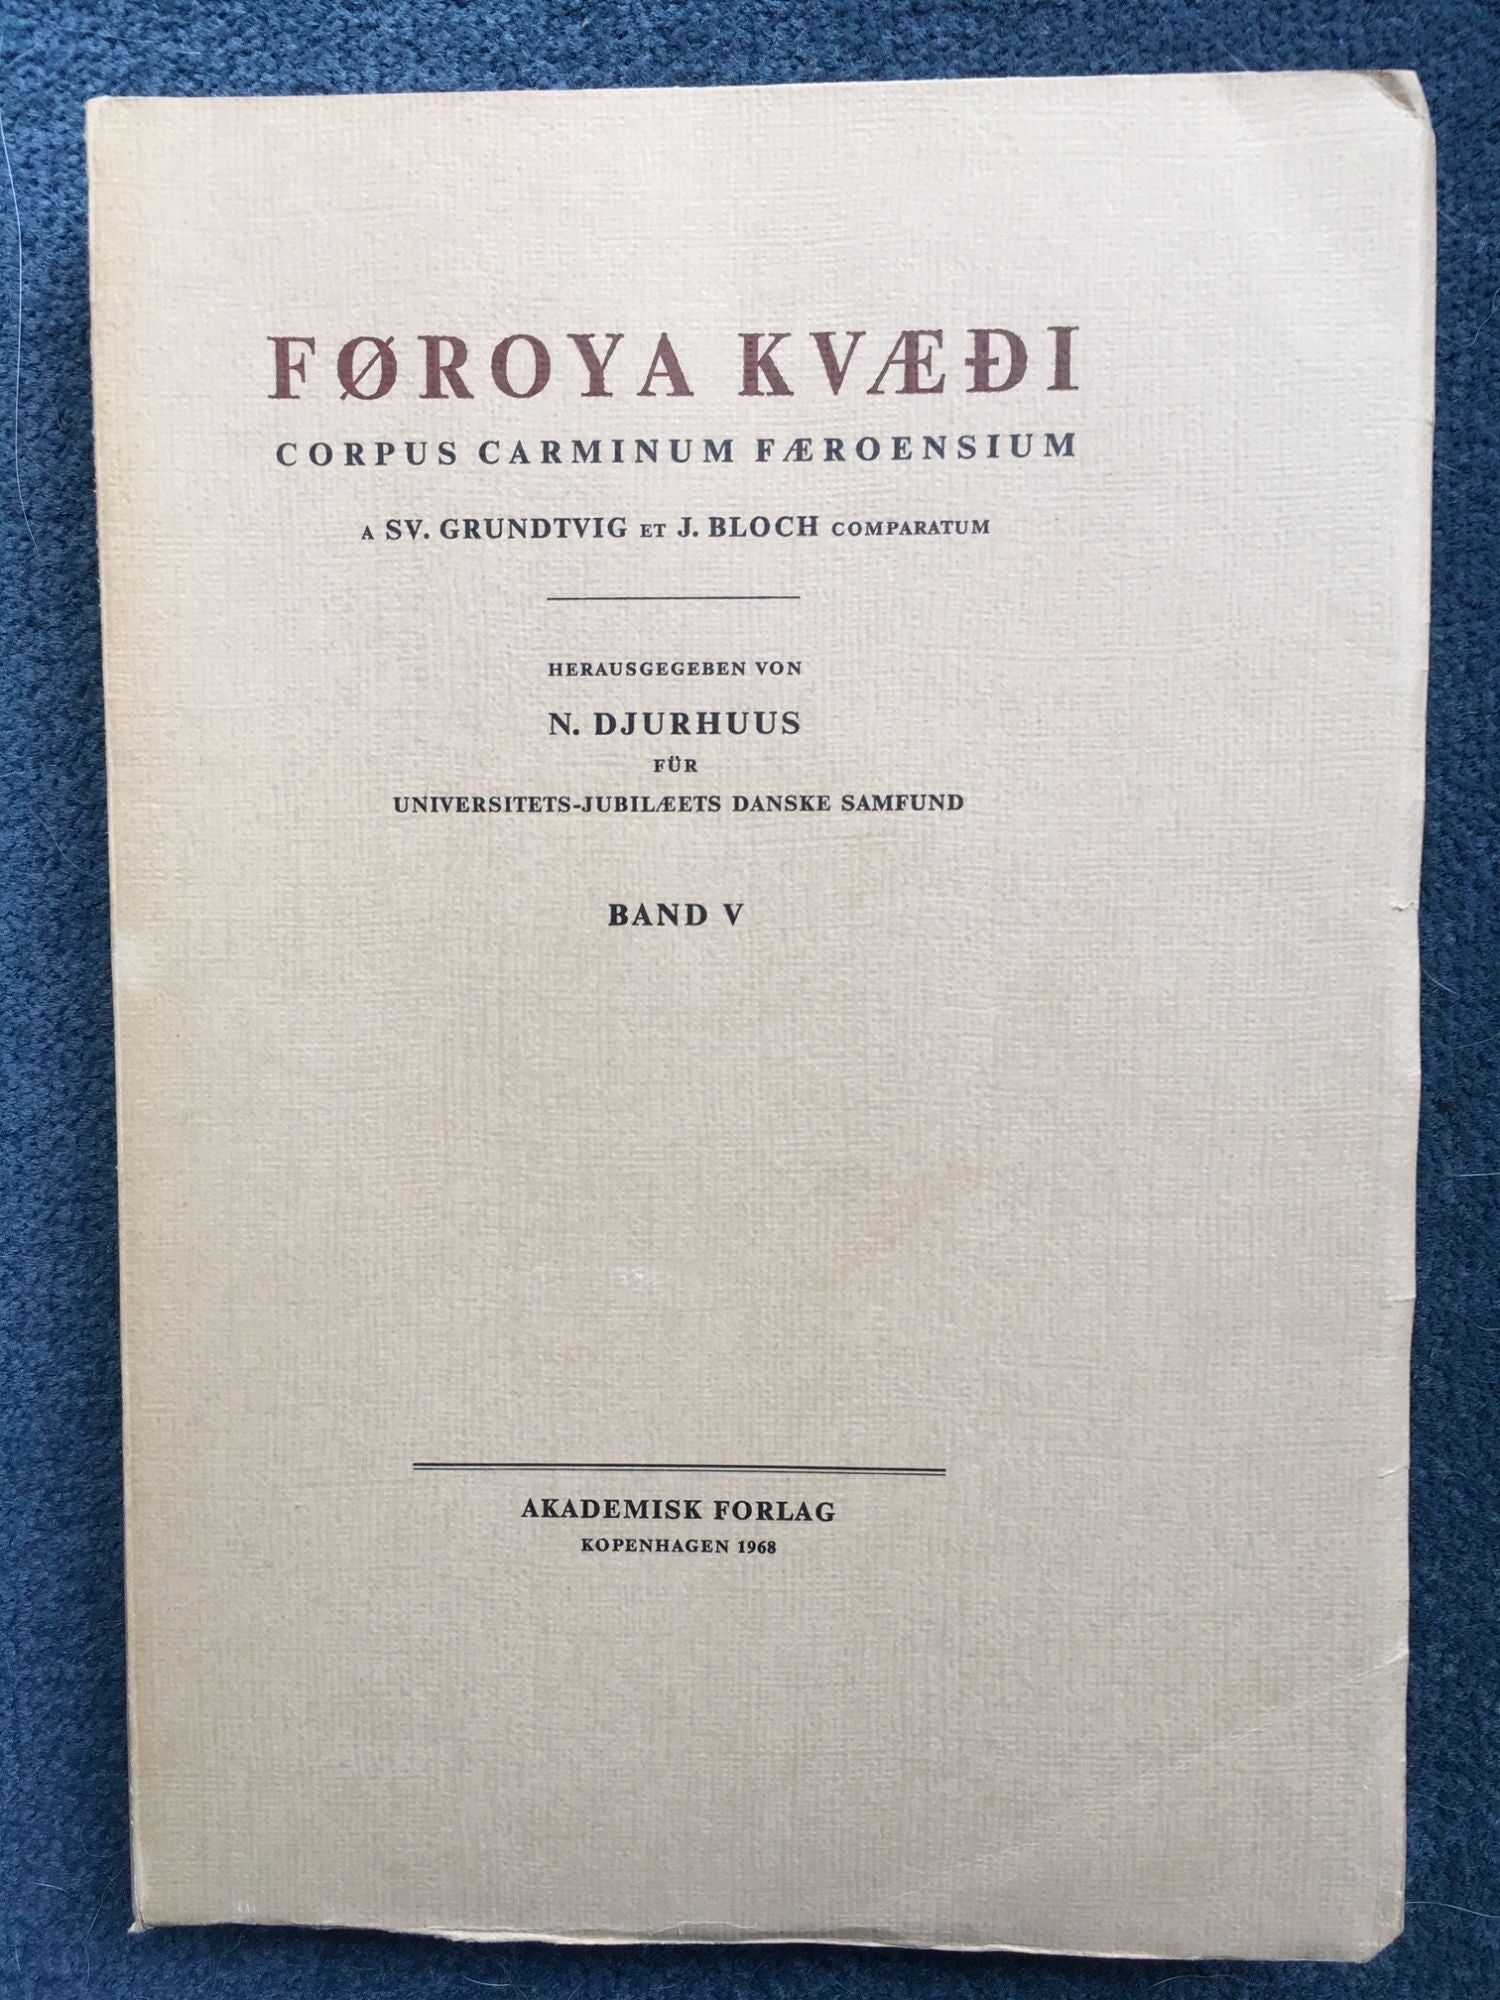 FØROYA KVÆÐI
CORPUS CARMINUM FÆROENSIUM
A SV. GRUNDTVIG ET J. BLOCH COMPARATUM
HERAUSGEGEBEN VON
N. DJURHUUS
FÜR
UNIVERSITETS-JUBILÆETS DANSKE SAMFUND
BAND V
AKADEMISK FORLAG
KOPENHAGEN 1968